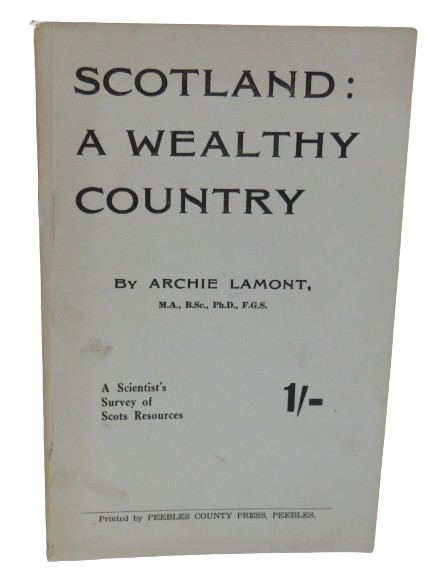 SCOTLAND:
A WEALTHY
COUNTRY
BY ARCHIE LAMONT,
M.A., B.Sc., Ph.D., F.G.S.
A Scientist's
Survey of
Scots Resources
1/-
Printed by PEEBLES COUNTY PRESS, PEEBLES.